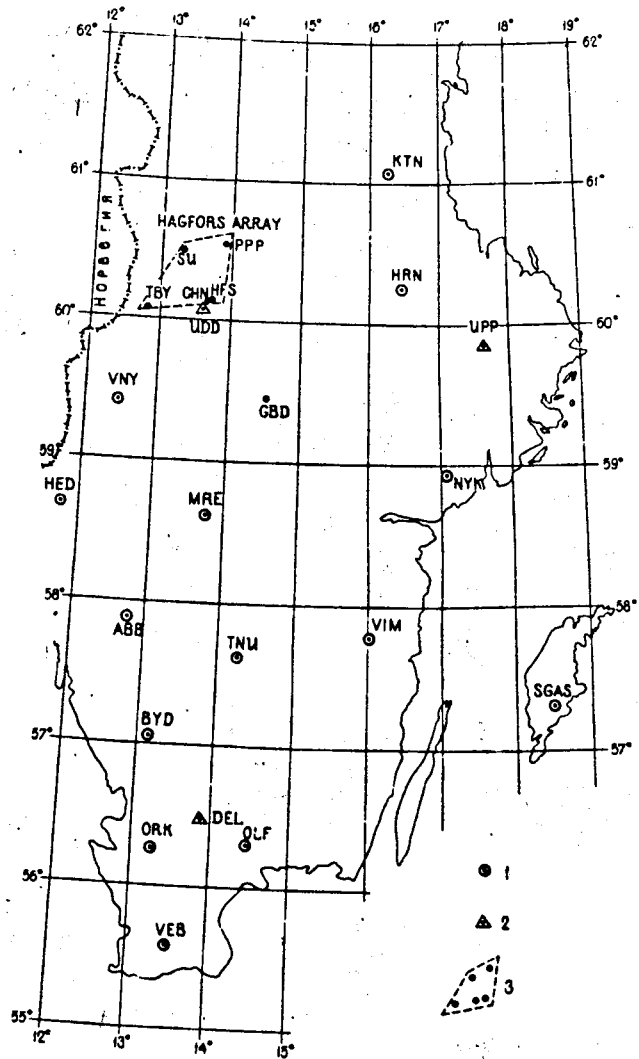 12° 13° 14° 15° 16° 17° 18° 19°
62° 62°
KTN
61° 61°
НОРВЕГИЯ
HAGFORS ARRAY
SU PPP
HRN
TBY CHN HFS
UDD
60° 60°
UPP
VNY
GBD
59° 59°
HED
MRE
NYK
58° 58°
ABB
TNU
VIM
SGAS
BYD
57° 57°
DEL
ORK OLF
56°
1
VEB
2
3
55°
12° 13° 14° 15°